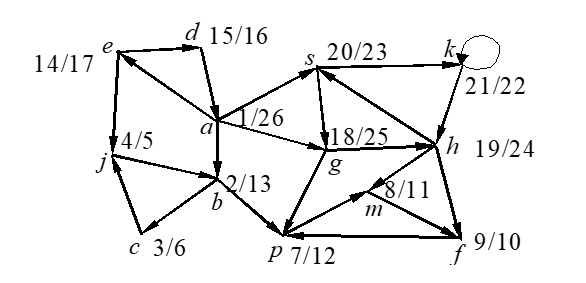 d 15/16
e
14/17
s 20/23
k
21/22
a 1/26
4/5
j
18/25
g
h 19/24
2/13
b
8/11
m
c 3/6
p 7/12
f 9/10